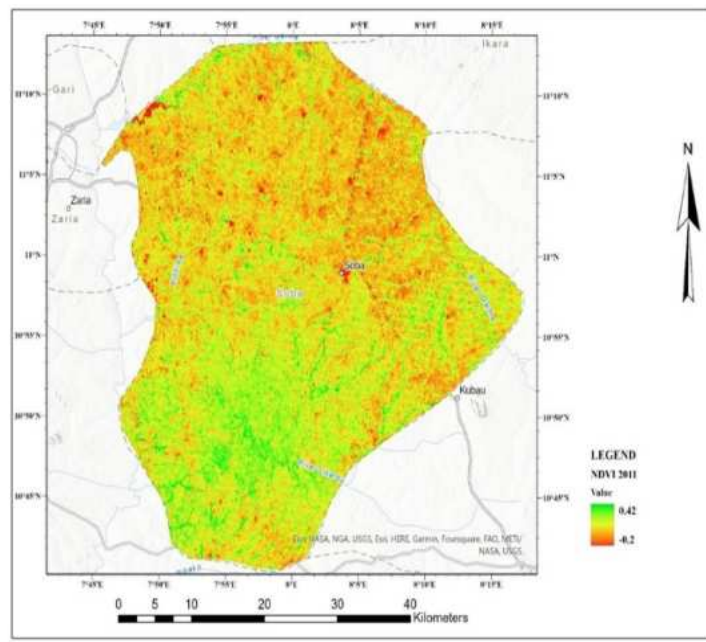 7°45'E 7°50'E 7°55'E 8°E 8°5'E 8°10'E 8°15'E
Ikara
Gari
11°10'N 11°10'N
N
11°5'N 11°5'N
Zaria
Zaria
11°N 11°N
Soba
Soba
10°55'N 10°55'N
Kubau
10°50'N 10°50'N
LEGEND
NDVI 2011
Value
0.42
-0.2
10°45'N 10°45'N
Esri, NASA, NGA, USGS, Esri, HERE, Garmin, Foursquare, FAO, METI/
NASA, USGS
7°45'E 7°50'E 7°55'E 8°E 8°5'E 8°10'E 8°15'E
0 5 10 20 30 40
Kilometers